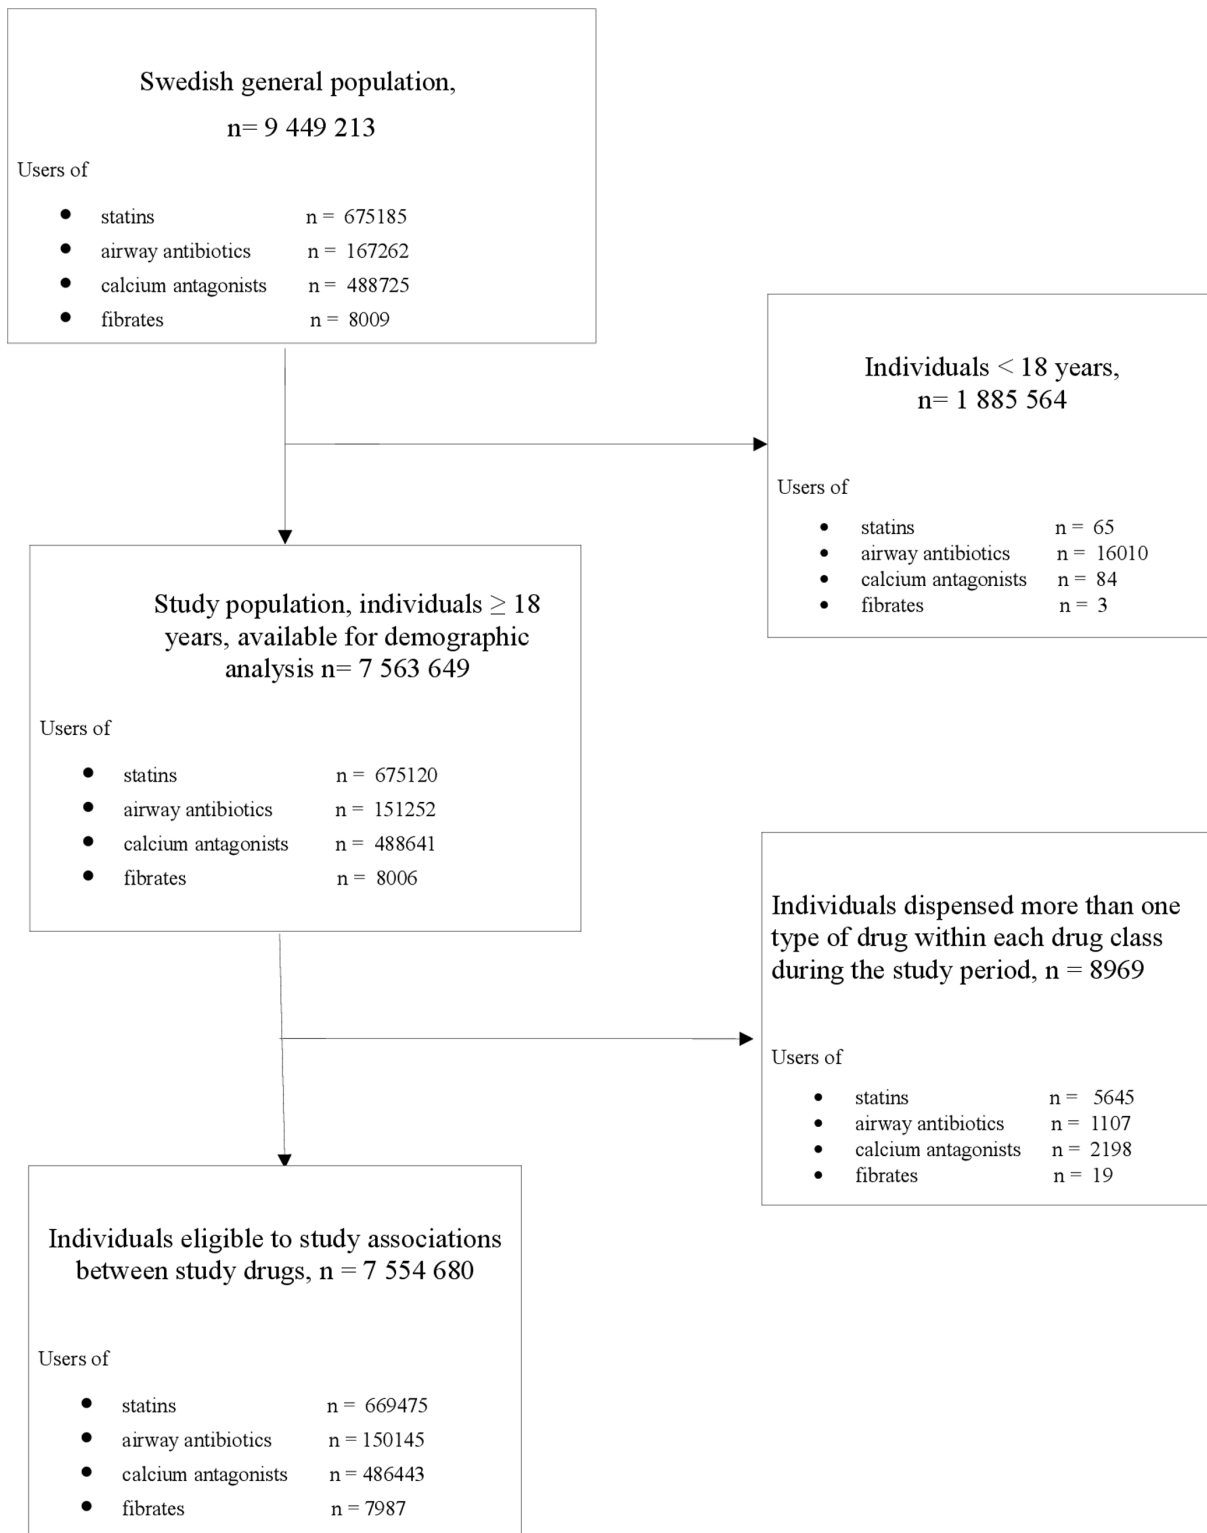 Swedish general population,
n= 9 449 213
Users of
• statins n = 675185
• airway antibiotics n = 167262
• calcium antagonists n = 488725
• fibrates n = 8009
Individuals < 18 years,
n= 1 885 564
Users of
• statins n = 65
• airway antibiotics n = 16010
• calcium antagonists n = 84
• fibrates n = 3
Study population, individuals ≥ 18
years, available for demographic
analysis n= 7 563 649
Users of
• statins n = 675120
• airway antibiotics n = 151252
• calcium antagonists n = 488641
• fibrates n = 8006
Individuals dispensed more than one
type of drug within each drug class
during the study period, n = 8969
Users of
• statins n = 5645
• airway antibiotics n = 1107
• calcium antagonists n = 2198
• fibrates n = 19
Individuals eligible to study associations
between study drugs, n = 7 554 680
Users of
• statins n = 669475
• airway antibiotics n = 150145
• calcium antagonists n = 486443
• fibrates n = 7987